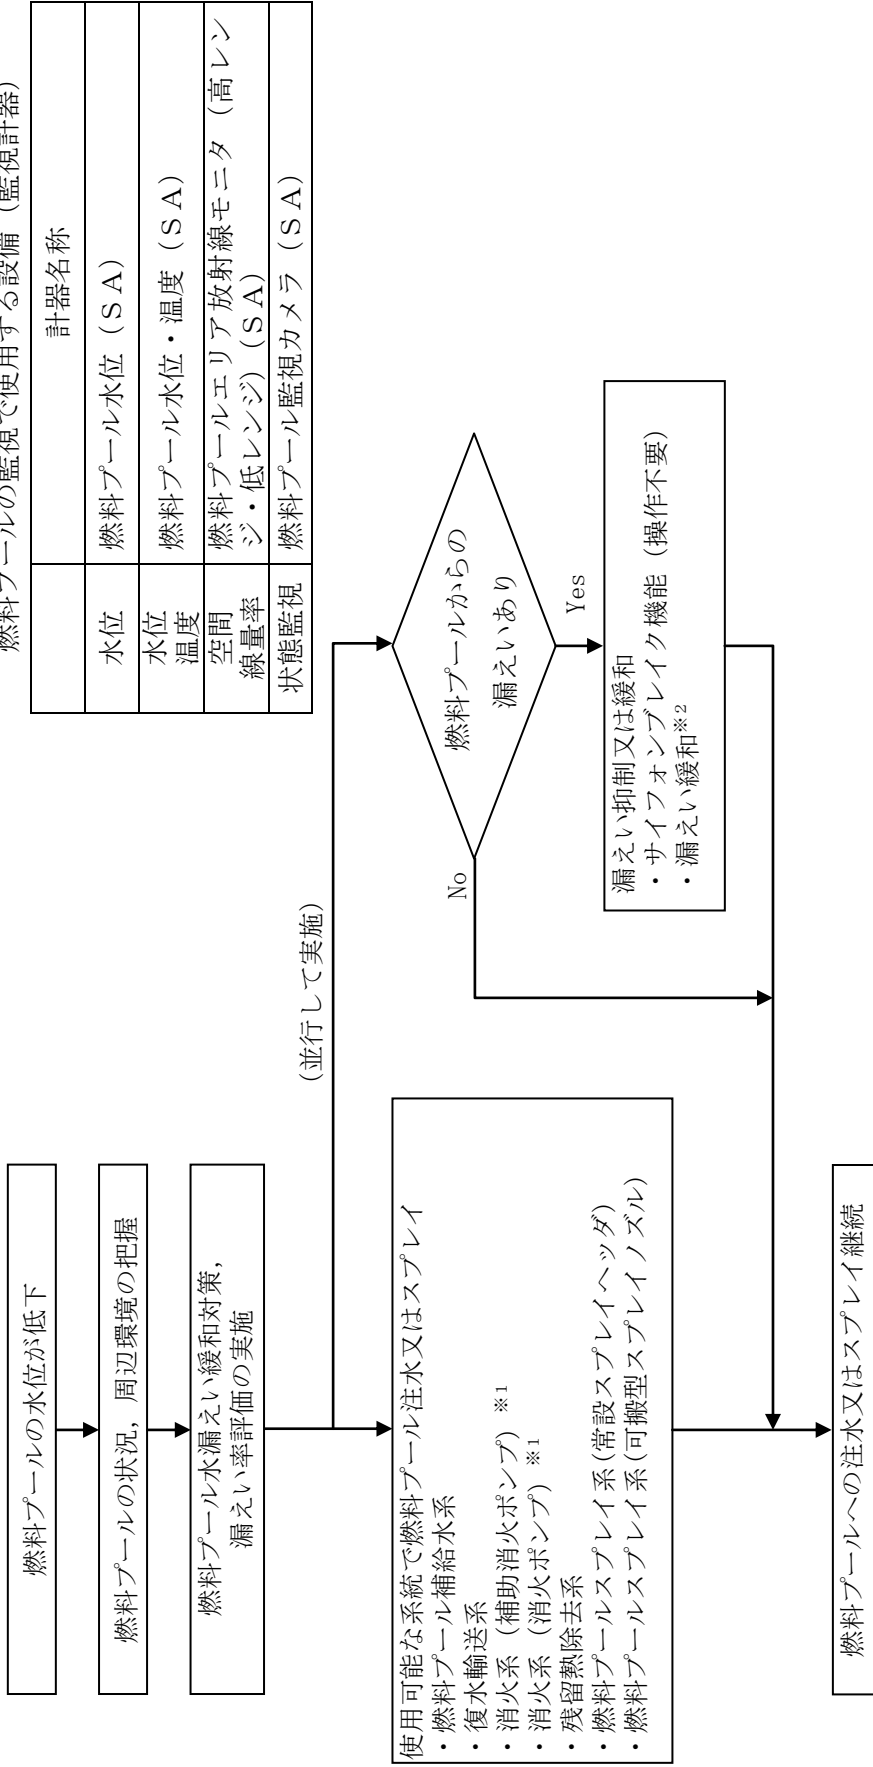 燃料プールの監視で使用する設備（監視計器）
計器名称
水位
燃料プール水位（ＳＡ）
水位
温度
燃料プール水位・温度（ＳＡ）
空間
線量率
燃料プールエリア放射線モニタ（高レン
ジ・低レンジ）（ＳＡ）
状態監視
燃料プール監視カメラ（ＳＡ）
燃料プールの水位が低下
燃料プールの状況，周辺環境の把握
燃料プール水漏えい緩和対策，
漏えい率評価の実施
(並行して実施)
使用可能な系統で燃料プール注水又はスプレイ
・燃料プール補給水系
・復水輸送系
・消火系（補助消火ポンプ）※1
・消火系（消火ポンプ）※1
・残留熱除去系
・燃料プールスプレイ系(常設スプレイヘッダ)
・燃料プールスプレイ系(可搬型スプレイノズル)
燃料プールからの
漏えいあり
No
Yes
漏えい抑制又は緩和
・サイフォンブレイク機能（操作不要）
・漏えい緩和※2
燃料プールへの注水又はスプレイ継続